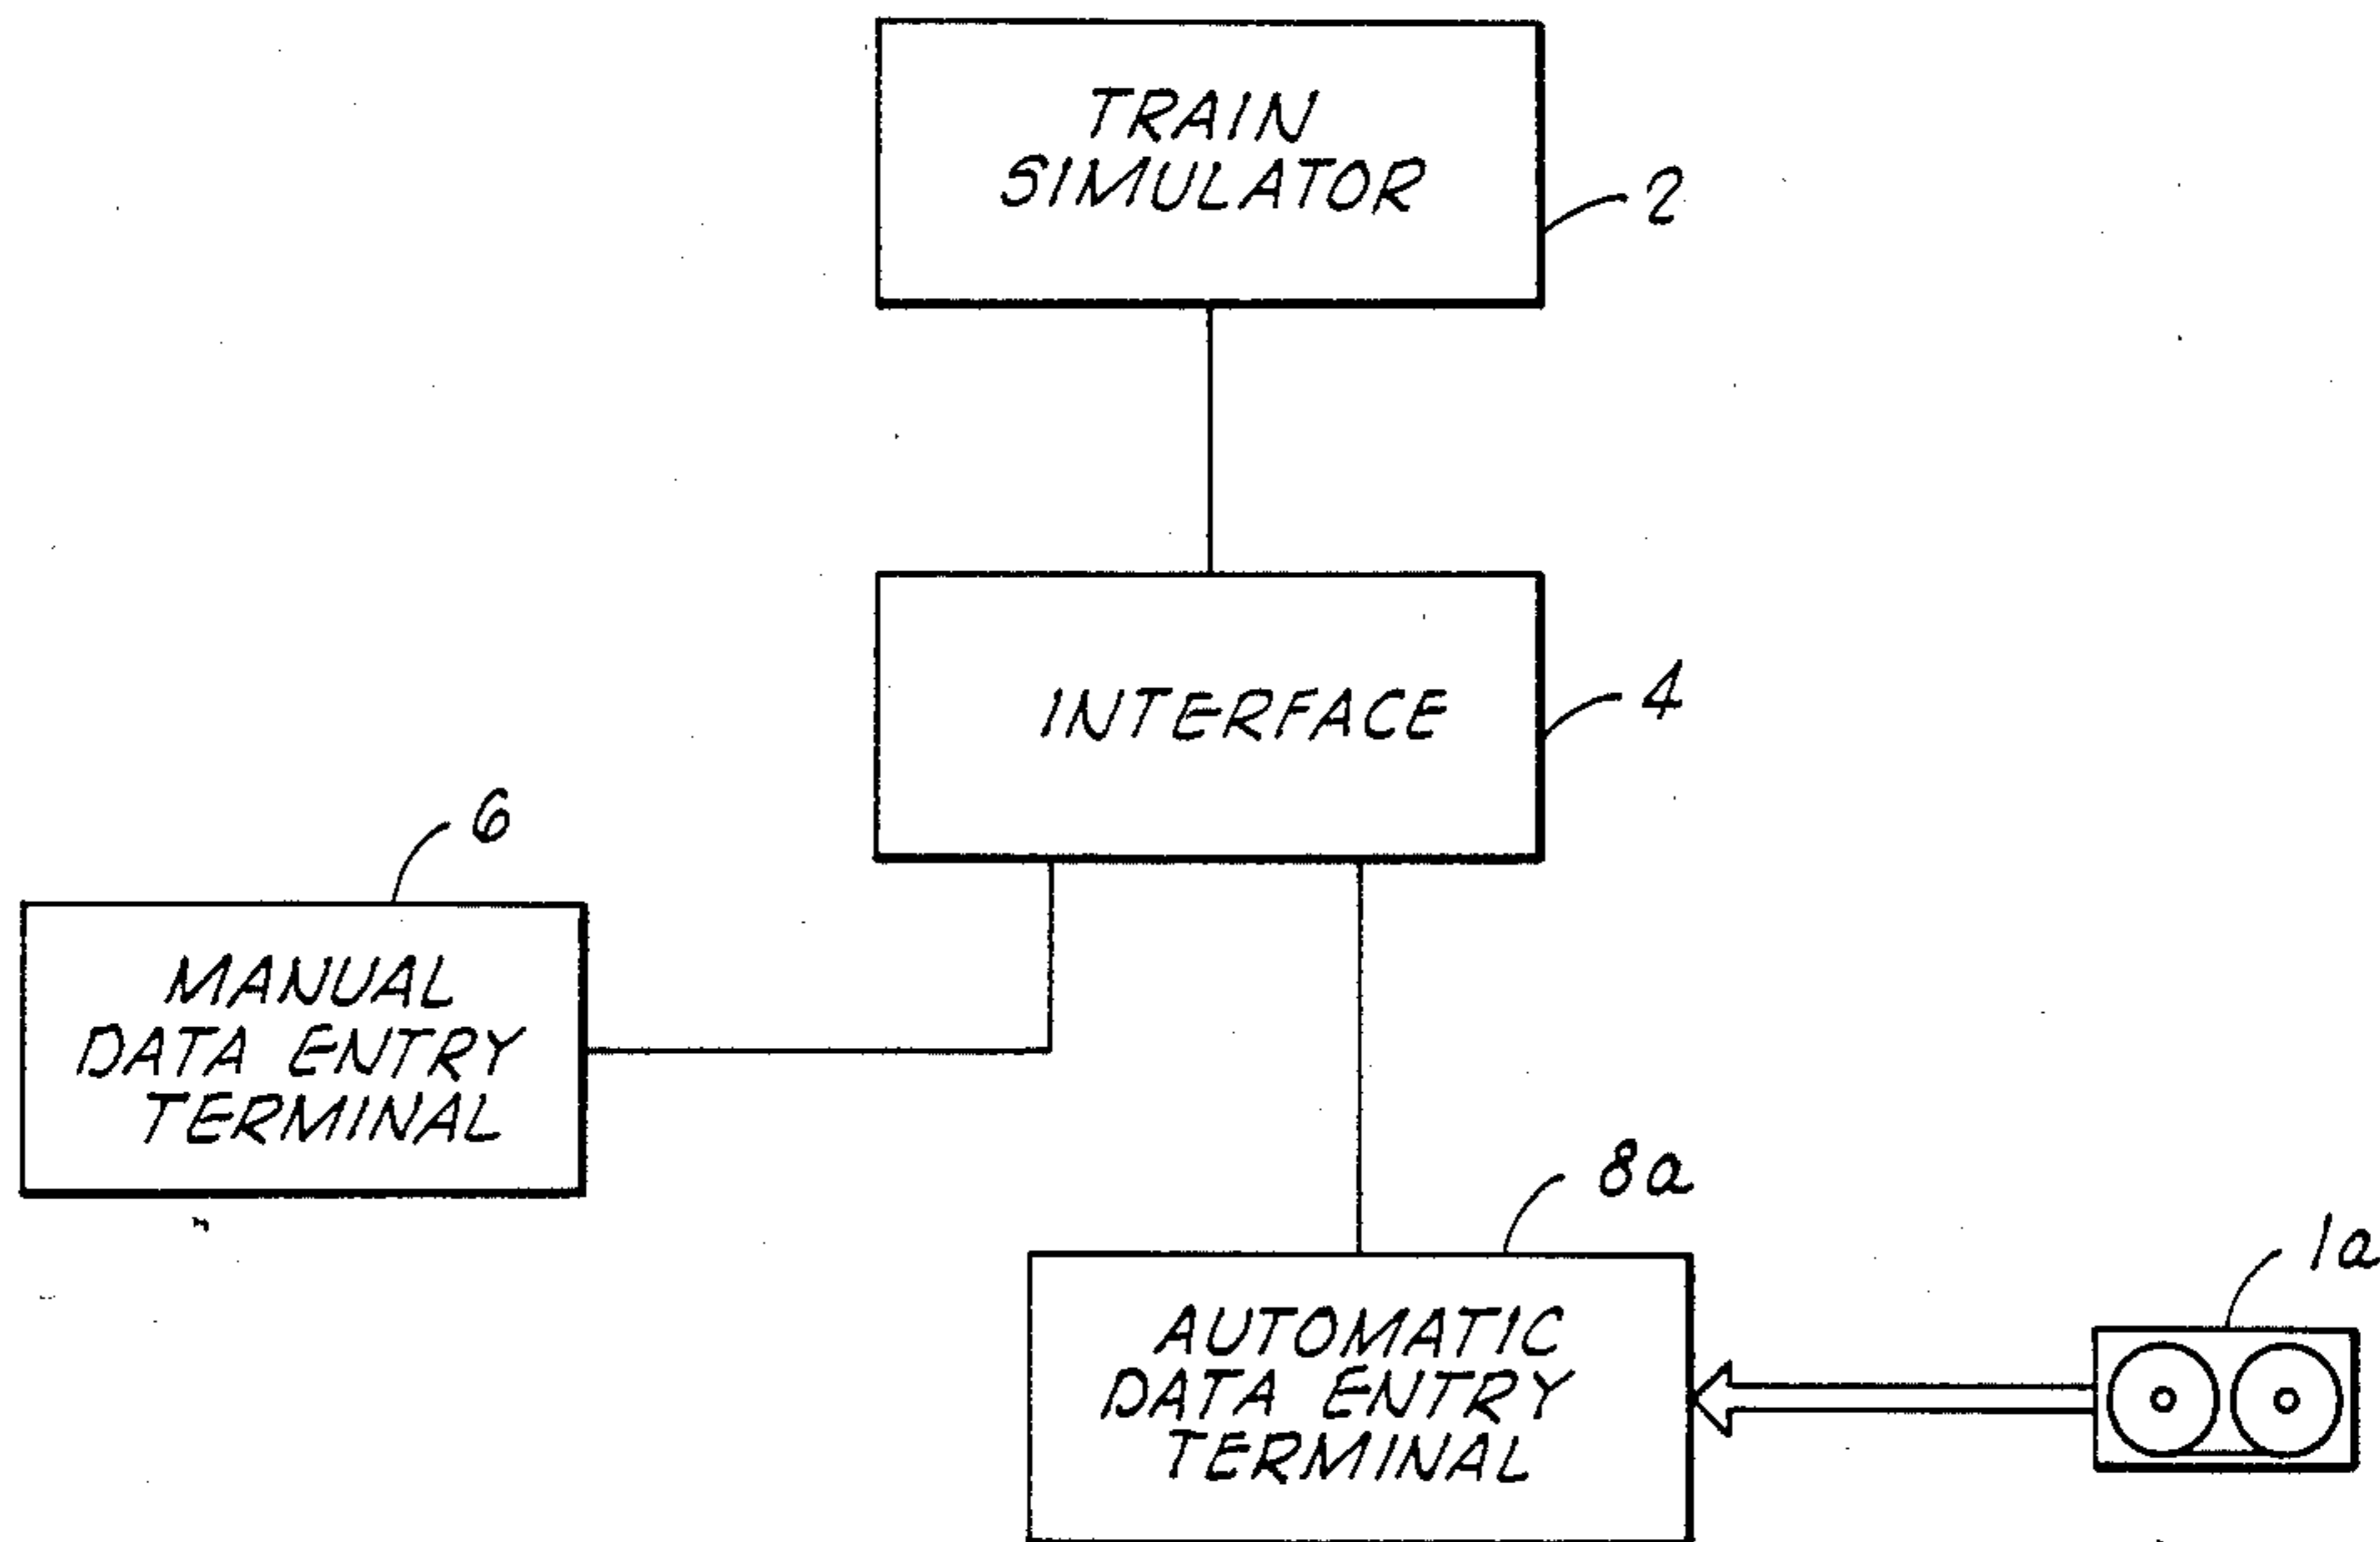 TRAIN
SIMULATOR
2
INTERFACE
4
6
MANUAL
DATA ENTRY
TERMINAL
8a
1a
AUTOMATIC
DATA ENTRY
TERMINAL